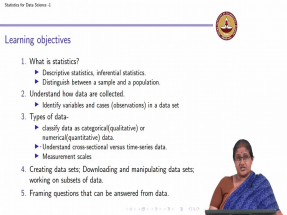 Statistics for Data Science -1
Learning objectives
1. What is statistics?
▶ Descriptive statistics, inferential statistics.
▶ Distinguish between a sample and a population.
2. Understand how data are collected.
▶ Identify variables and cases (observations) in a data set
3. Types of data-
▶ classify data as categorical(qualitative) or
numerical(quantitative) data.
▶ Understand cross-sectional versus time-series data.
▶ Measurement scales
4. Creating data sets; Downloading and manipulating data sets;
working on subsets of data.
5. Framing questions that can be answered from data.